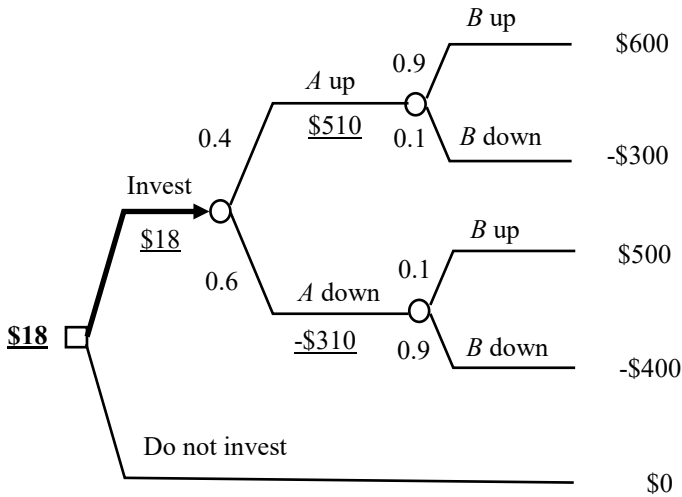 B up
$600
0.9
A up
$510
0.1
B down
-$300
0.4
Invest
$18
B up
$500
0.6
0.1
A down
-$310
0.9
B down
-$400
$18
Do not invest
$0